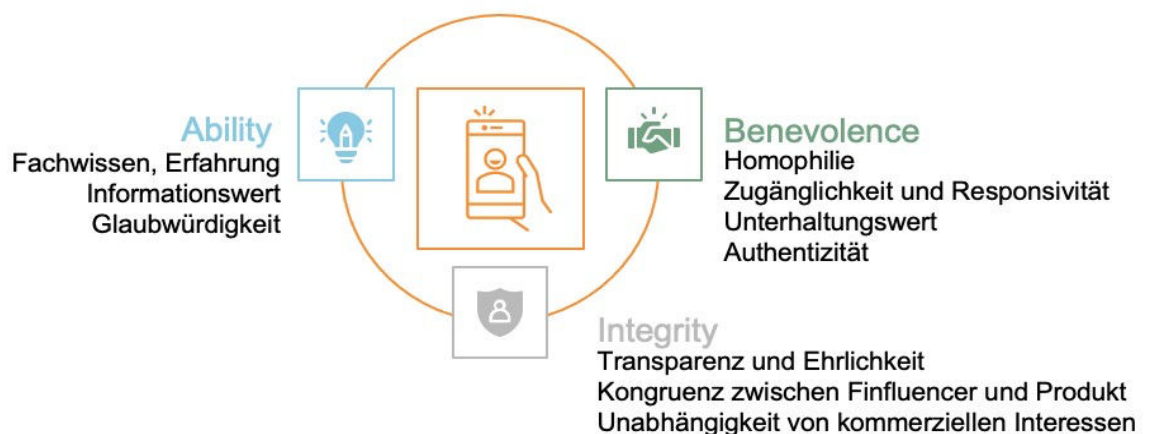 Ability
Fachwissen, Erfahrung
Informationswert
Glaubwürdigkeit
Benevolence
Homophilie
Zugänglichkeit und Responsivität
Unterhaltungswert
Authentizität
Integrity
Transparenz und Ehrlichkeit
Kongruenz zwischen Finfluencer und Produkt
Unabhängigkeit von kommerziellen Interessen